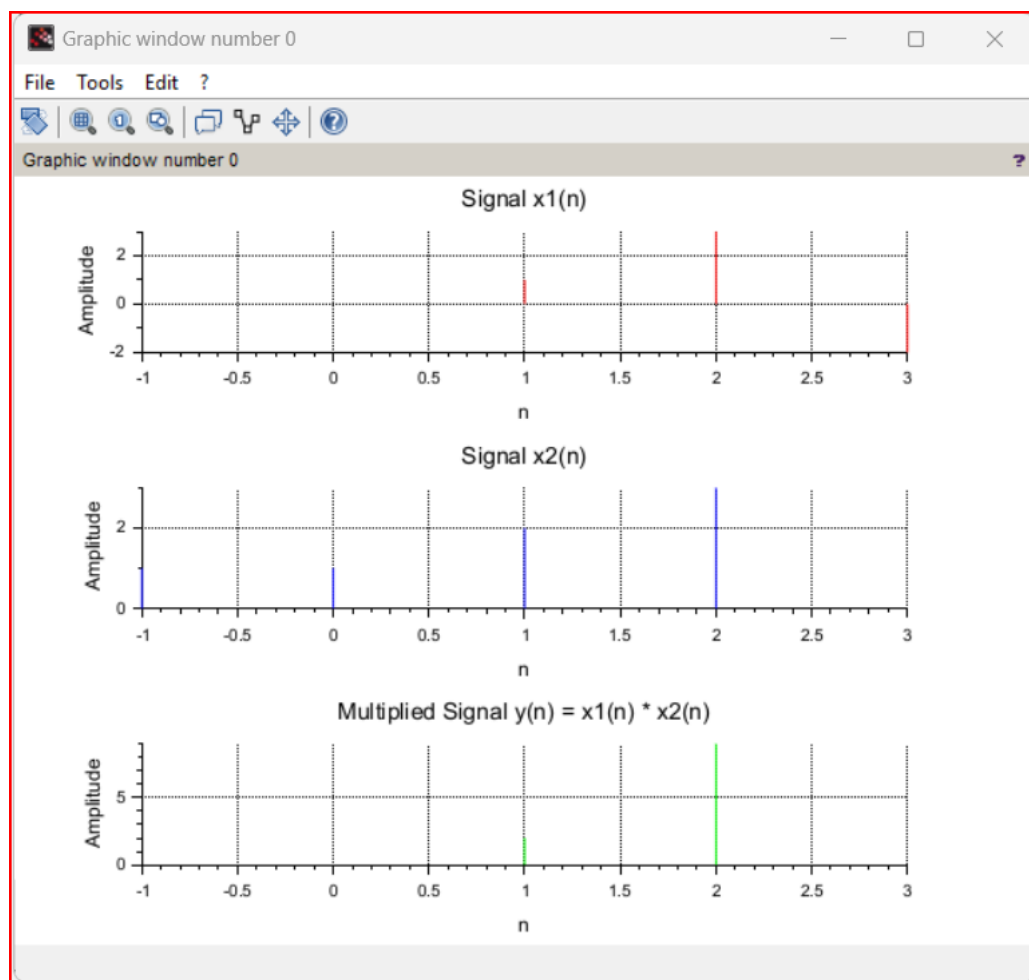 Graphic window number 0
File Tools Edit ?
Graphic window number 0 ?
Signal x1(n)
Amplitude
2
0
-2
-1 -0.5 0 0.5 1 1.5 2 2.5 3
n
Signal x2(n)
Amplitude
2
0
-1 -0.5 0 0.5 1 1.5 2 2.5 3
n
Multiplied Signal y(n) = x1(n) * x2(n)
Amplitude
5
0
-1 -0.5 0 0.5 1 1.5 2 2.5 3
n